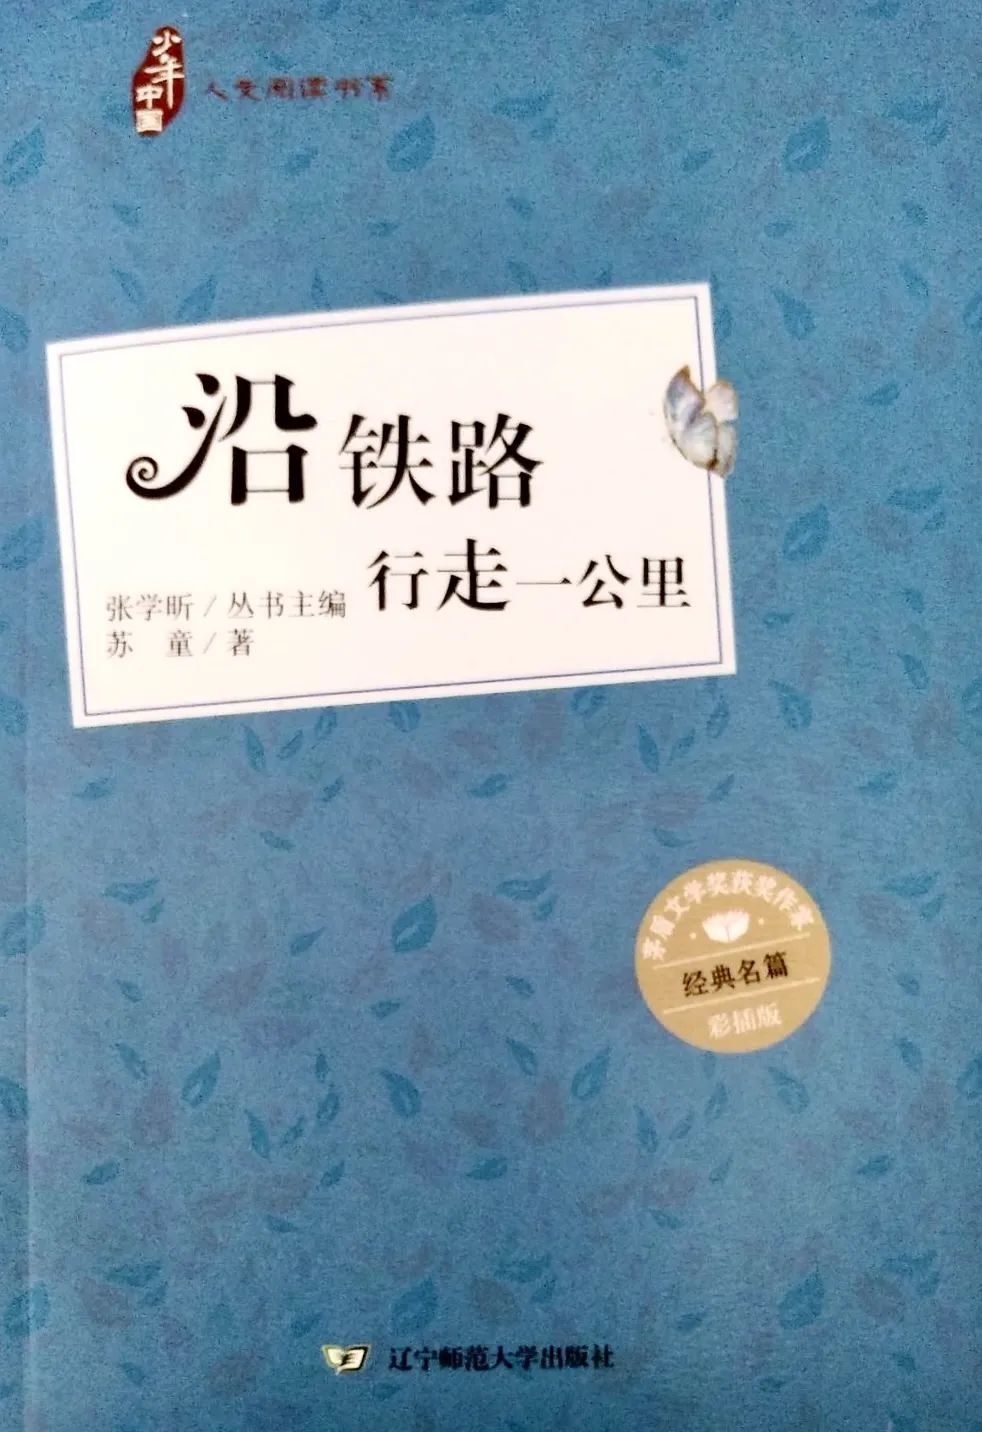 少年中国
人文阅读书系
沿铁路
行走一公里
张学昕/丛书主编
苏 童/著
茅盾文学奖获奖作家
经典名篇
彩插版
辽宁师范大学出版社